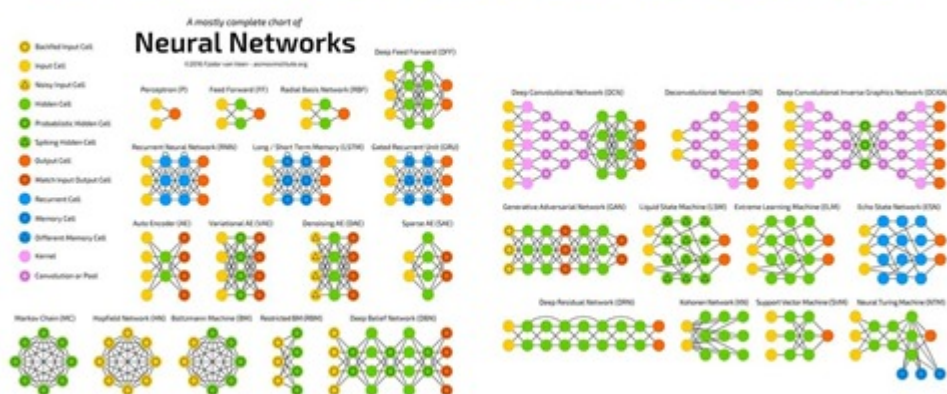 A mostly complete chart of
Neural Networks
©2016 Fjodor van Veen - asimovinstitute.org
Backfed Input Cell
Input Cell
Noisy Input Cell
Hidden Cell
Probablistic Hidden Cell
Spiking Hidden Cell
Output Cell
Match Input Output Cell
Recurrent Cell
Memory Cell
Different Memory Cell
Kernel
Convolution or Pool
Perceptron (P)
Feed Forward (FF)
Radial Basis Network (RBF)
Deep Feed Forward (DFF)
Recurrent Neural Network (RNN)
Long / Short Term Memory (LSTM)
Gated Recurrent Unit (GRU)
Auto Encoder (AE)
Variational AE (VAE)
Denoising AE (DAE)
Sparse AE (SAE)
Markov Chain (MC)
Hopfield Network (HN)
Boltzmann Machine (BM)
Restricted BM (RBM)
Deep Belief Network (DBN)
Deep Convolutional Network (DCN)
Deconvolutional Network (DN)
Deep Convolutional Inverse Graphics Network (DCIGN)
Generative Adversarial Network (GAN)
Liquid State Machine (LSM)
Extreme Learning Machine (ELM)
Echo State Network (ESN)
Deep Residual Network (DRN)
Kohonen Network (KN)
Support Vector Machine (SVM)
Neural Turing Machine (NTM)